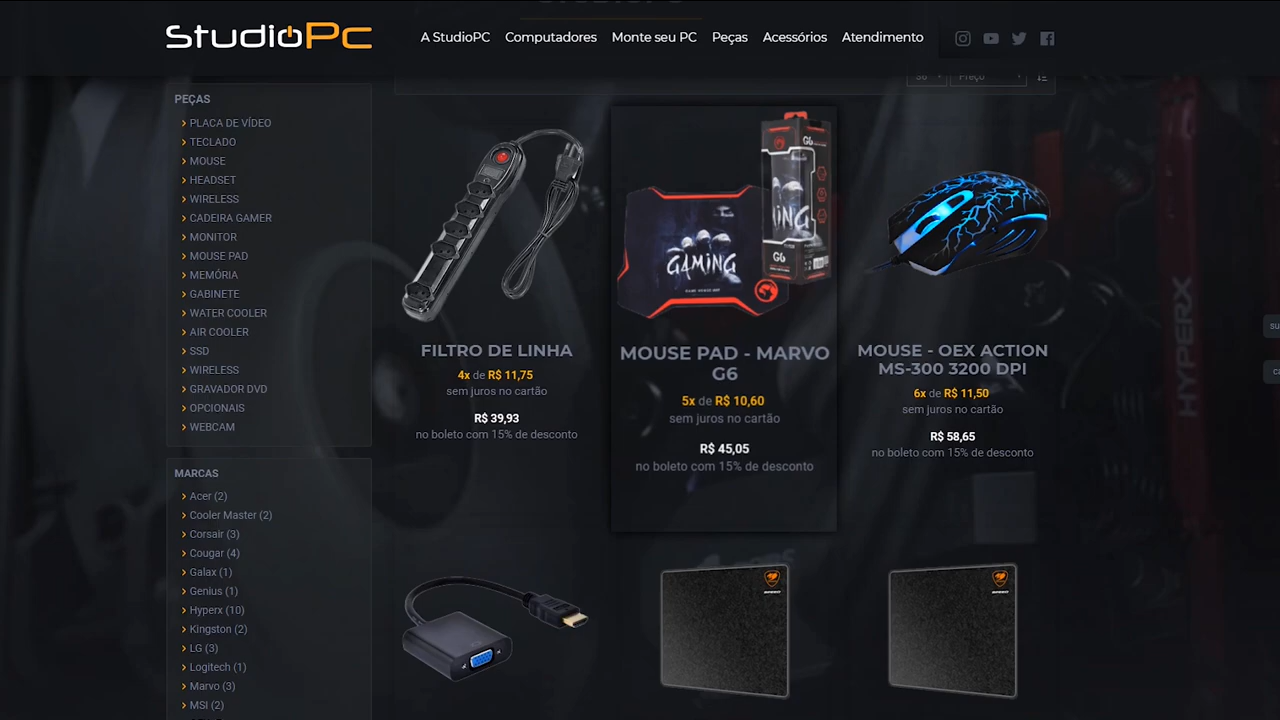 StudioPc
A StudioPC
Computadores
Monte seu PC
Peças
Acessórios
Atendimento
36
Preço
PEÇAS
PLACA DE VÍDEO
TECLADO
MOUSE
HEADSET
WIRELESS
CADEIRA GAMER
MONITOR
MOUSE PAD
MEMÓRIA
GABINETE
WATER COOLER
AIR COOLER
SSD
WIRELESS
GRAVADOR DVD
OPCIONAIS
WEBCAM
MARCAS
Acer (2)
Cooler Master (2)
Corsair (3)
Cougar (4)
Galax (1)
Genius (1)
Hyperx (10)
Kingston (2)
LG (3)
Logitech (1)
Marvo (3)
MSI (2)
G6
GAMING
G6
FILTRO DE LINHA
4x de R$ 11,75
sem juros no cartão
R$ 39,93
no boleto com 15% de desconto
MOUSE PAD - MARVO
G6
5x de R$ 10,60
sem juros no cartão
R$ 45,05
no boleto com 15% de desconto
MOUSE - OEX ACTION
MS-300 3200 DPI
6x de R$ 11,50
sem juros no cartão
R$ 58,65
no boleto com 15% de desconto
HYPERX
SPEED
SPEED